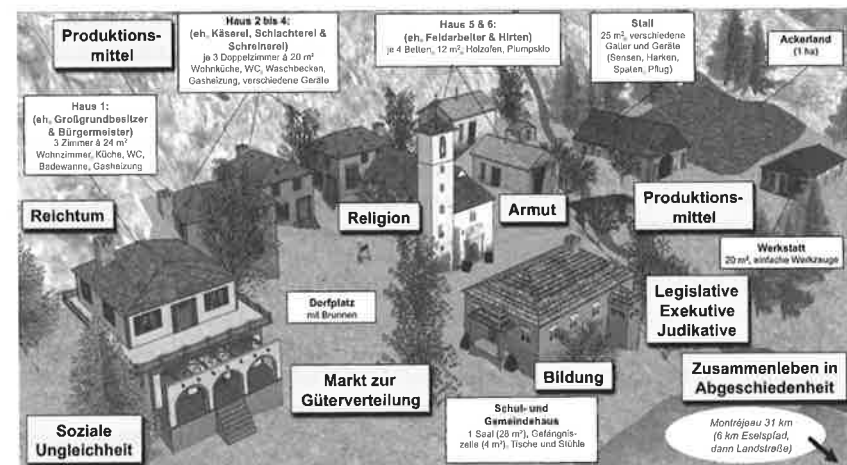 Produktions-
mittel
Haus 2 bis 4:
(eh. Käserei, Schlachterei &
Schreinerei)
je 3 Doppelzimmer à 20 m²
Wohnküche, WC, Waschbecken,
Gasheizung, verschiedene Geräte
Haus 5 & 6:
(eh. Feldarbeiter & Hirten)
je 4 Betten, 12 m², Holzofen, Plumpsklo
Stall
25 m², verschiedene
Gatter und Geräte
(Sensen, Harken,
Spaten, Pflug)
Ackerland
(1 ha)
Haus 1:
(eh. Großgrundbesitzer
& Bürgermeister)
3 Zimmer à 24 m²
Wohnzimmer, Küche, WC,
Badewanne, Gasheizung
Reichtum
Religion
Armut
Produktions-
mittel
Werkstatt
20 m², einfache Werkzeuge
Dorfplatz
mit Brunnen
Legislative
Exekutive
Judikative
Markt zur
Güterverteilung
Bildung
Zusammenleben in
Abgeschiedenheit
Soziale
Ungleichheit
Schul- und
Gemeindehaus
1 Saal (28 m²), Gefängnis-
zelle (4 m²), Tische und Stühle
Montréjeau 31 km
(6 km Eselspfad,
dann Landstraße)